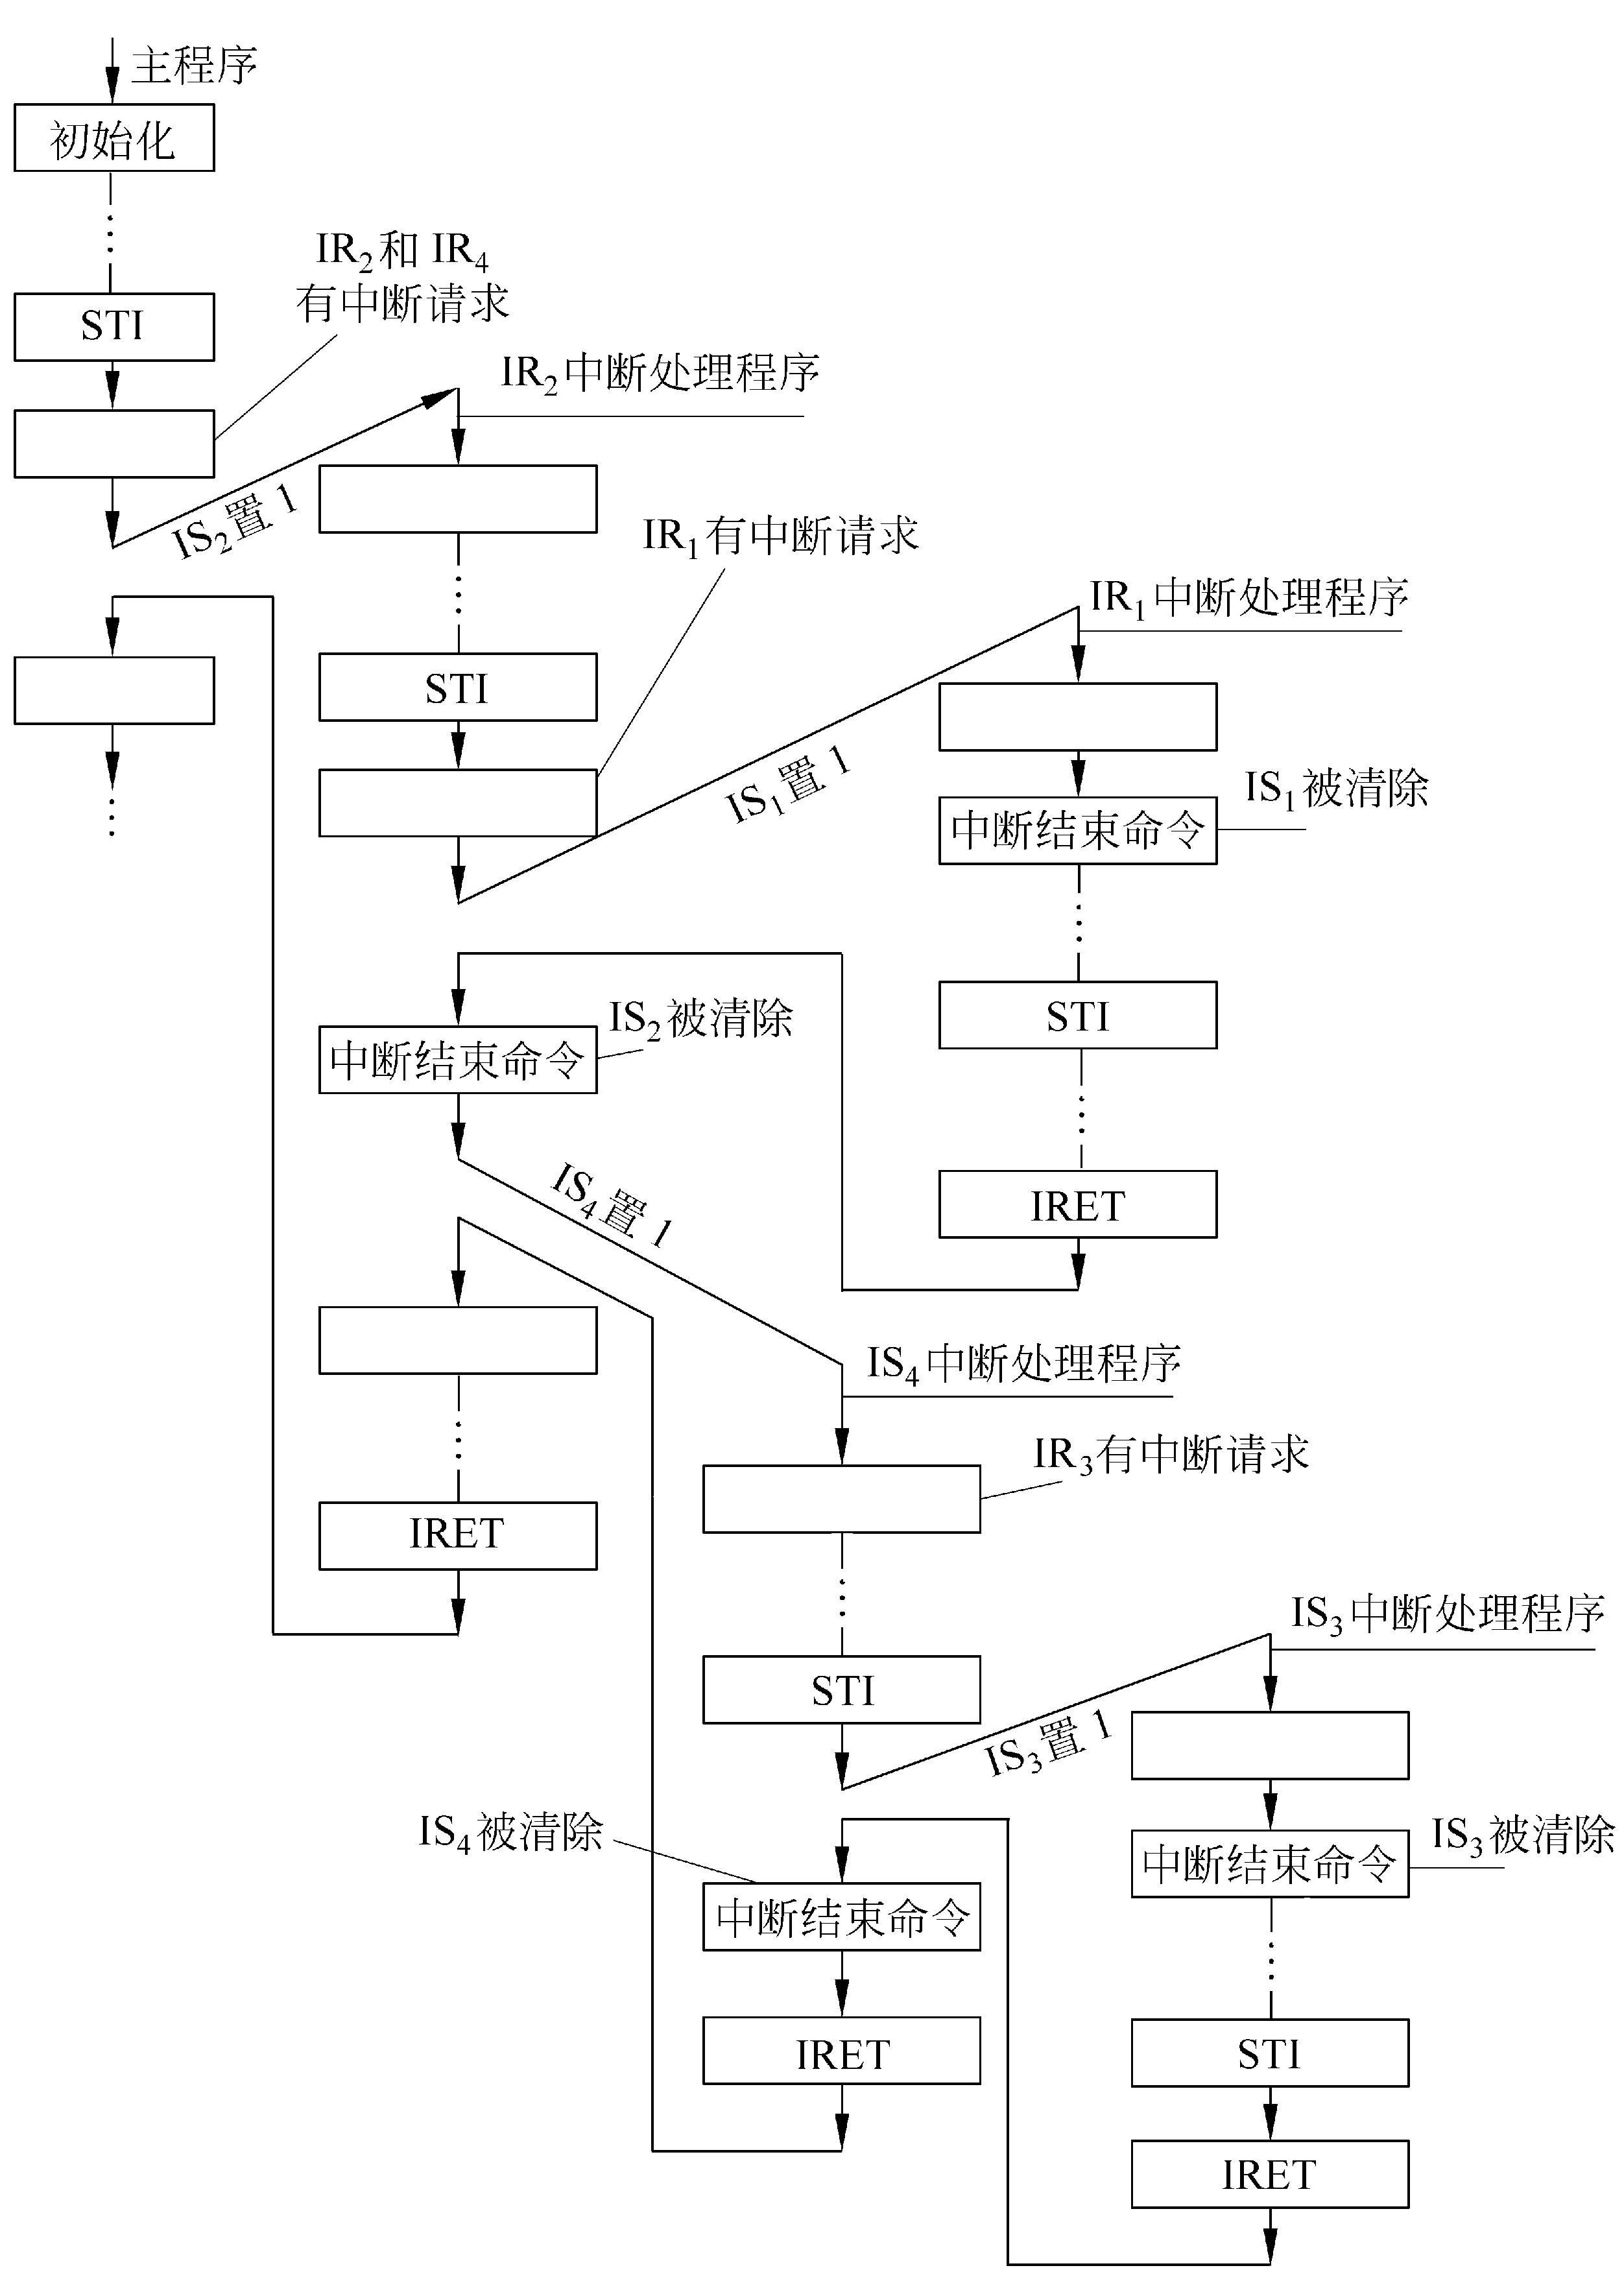 主程序
初始化
IR₂和 IR₄
有中断请求
STI
IR₂中断处理程序
IS₂置 1
IR₁有中断请求
IR₁中断处理程序
STI
IS₁置 1
IS₁被清除
中断结束命令
STI
IS₂被清除
中断结束命令
IS₄置 1
IRET
IS₄中断处理程序
IR₃有中断请求
IRET
IS₃中断处理程序
STI
IS₃置 1
IS₄被清除
IS₃被清除
中断结束命令
中断结束命令
STI
IRET
IRET